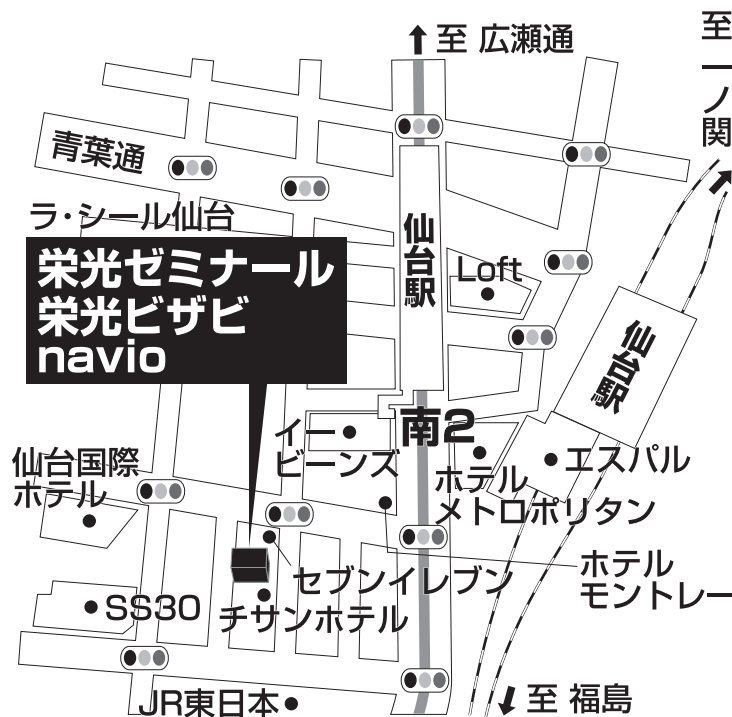 至 広瀬通
至
一
ノ
関
青葉通
ラ・シール仙台
栄光ゼミナール
栄光ビザビ
navio
仙台駅
Loft
仙台駅
南2
イー
ビーンズ
仙台国際
ホテル
ホテル
メトロポリタン
エスパル
ホテル
モントレー
セブンイレブン
チサンホテル
SS30
JR東日本
至 福島